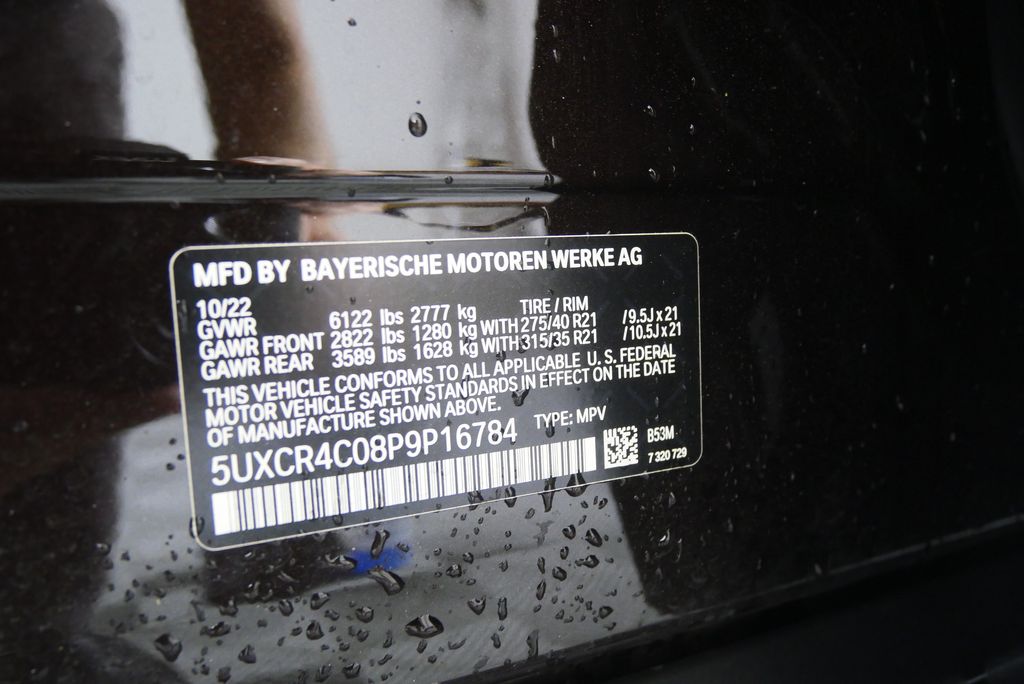 MFD BY BAYERISCHE MOTOREN WERKE AG
10/22 TIRE / RIM
GVWR 6122 lbs 2777 kg
GAWR FRONT 2822 lbs 1280 kg WITH 275/40 R21 /9.5J x 21
GAWR REAR 3589 lbs 1628 kg WITH 315/35 R21 /10.5J x 21
THIS VEHICLE CONFORMS TO ALL APPLICABLE U. S. FEDERAL
MOTOR VEHICLE SAFETY STANDARDS IN EFFECT ON THE DATE
OF MANUFACTURE SHOWN ABOVE.
5UXCR4C08P9P16784 TYPE: MPV
B53M
7 320 729